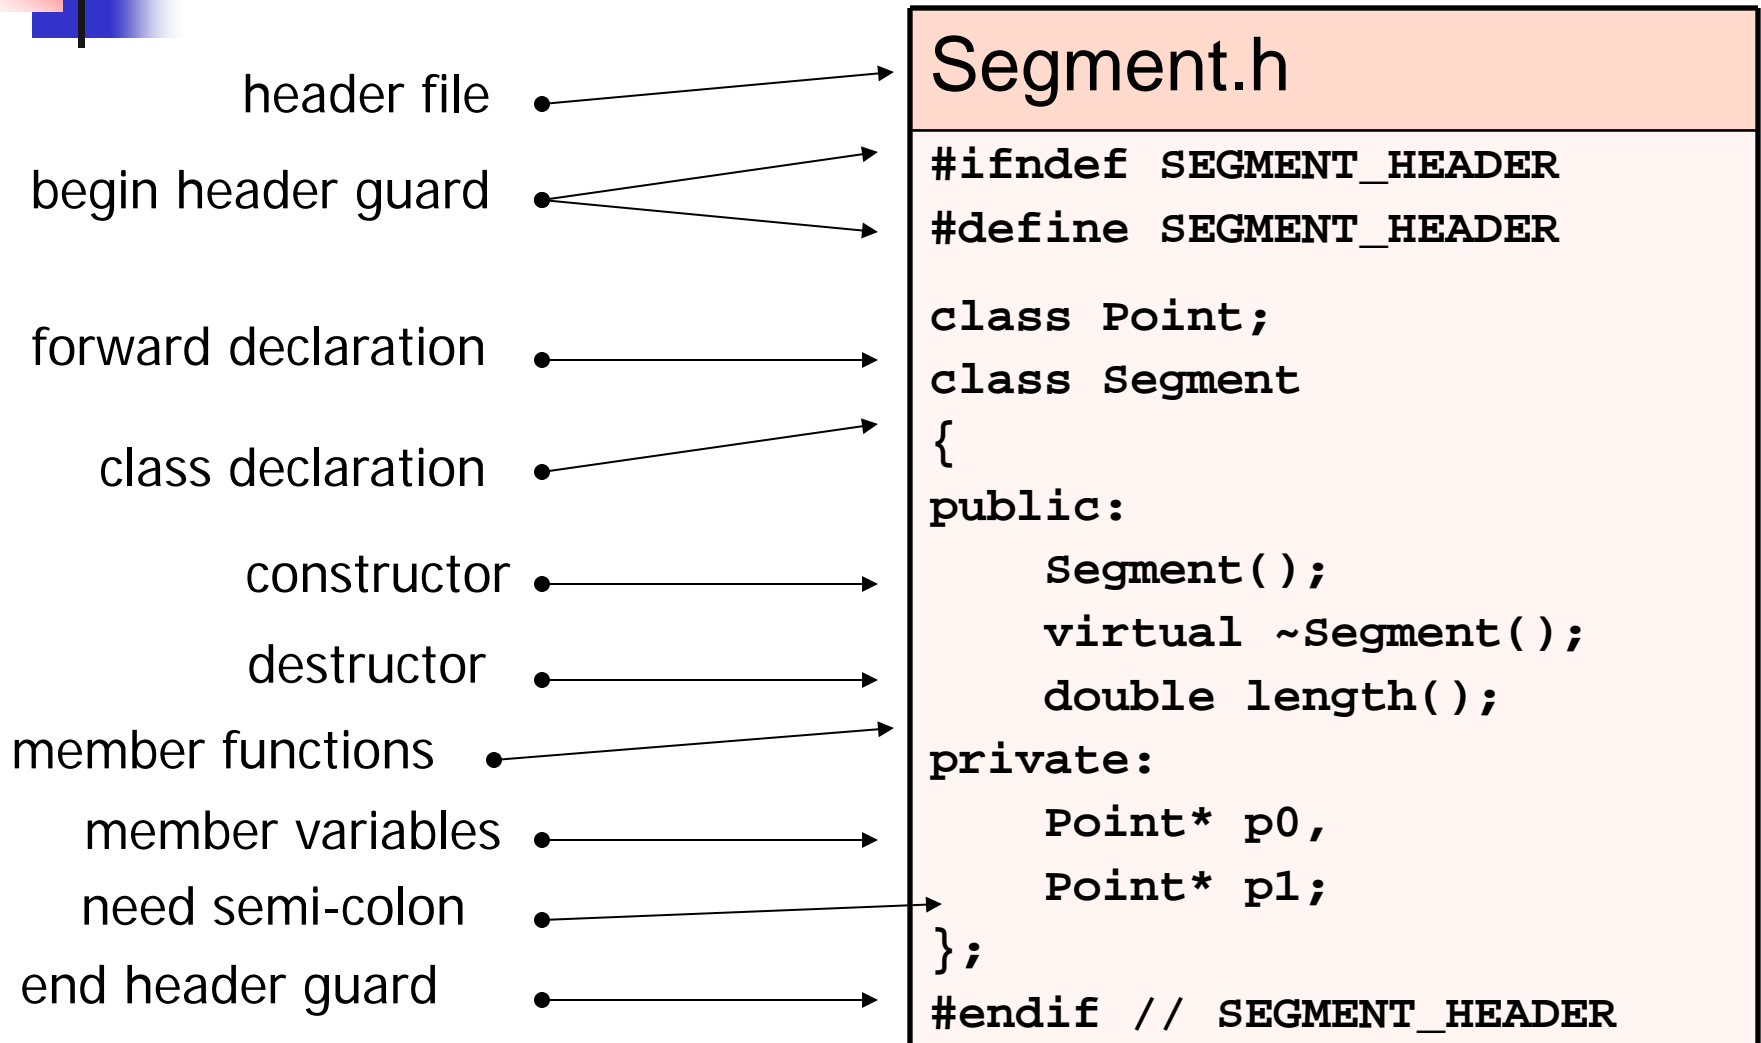 header file
begin header guard
forward declaration
class declaration
constructor
destructor
member functions
member variables
need semi-colon
end header guard
Segment.h
#ifndef SEGMENT_HEADER
#define SEGMENT_HEADER
class Point;
class Segment
{
public:
Segment();
virtual ~Segment();
double length();
private:
Point* p0,
Point* p1;
};
#endif // SEGMENT_HEADER